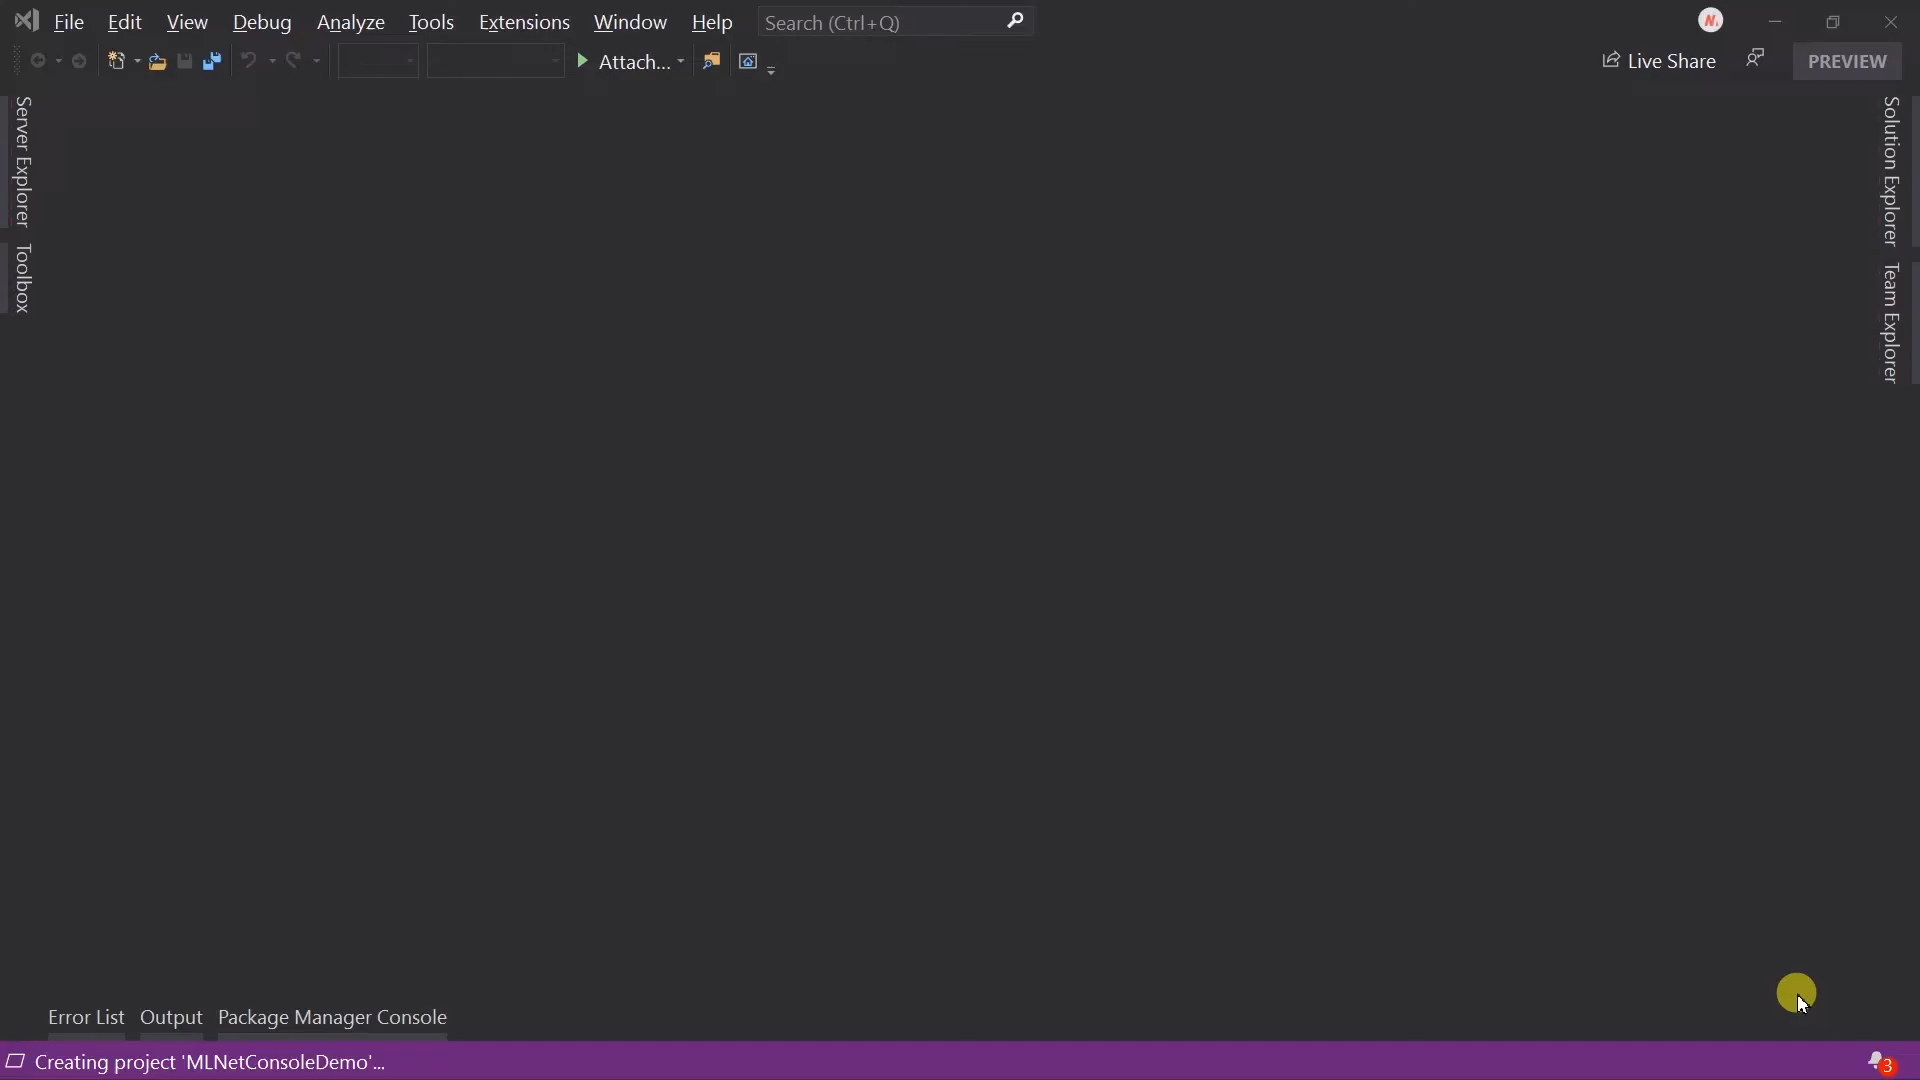 File Edit View Debug Analyze Tools Extensions Window Help Search (Ctrl+Q) N.
Attach... Live Share PREVIEW
Server Explorer
Toolbox
Solution Explorer
Team Explorer
Error List Output Package Manager Console
Creating project 'MLNetConsoleDemo'... 3